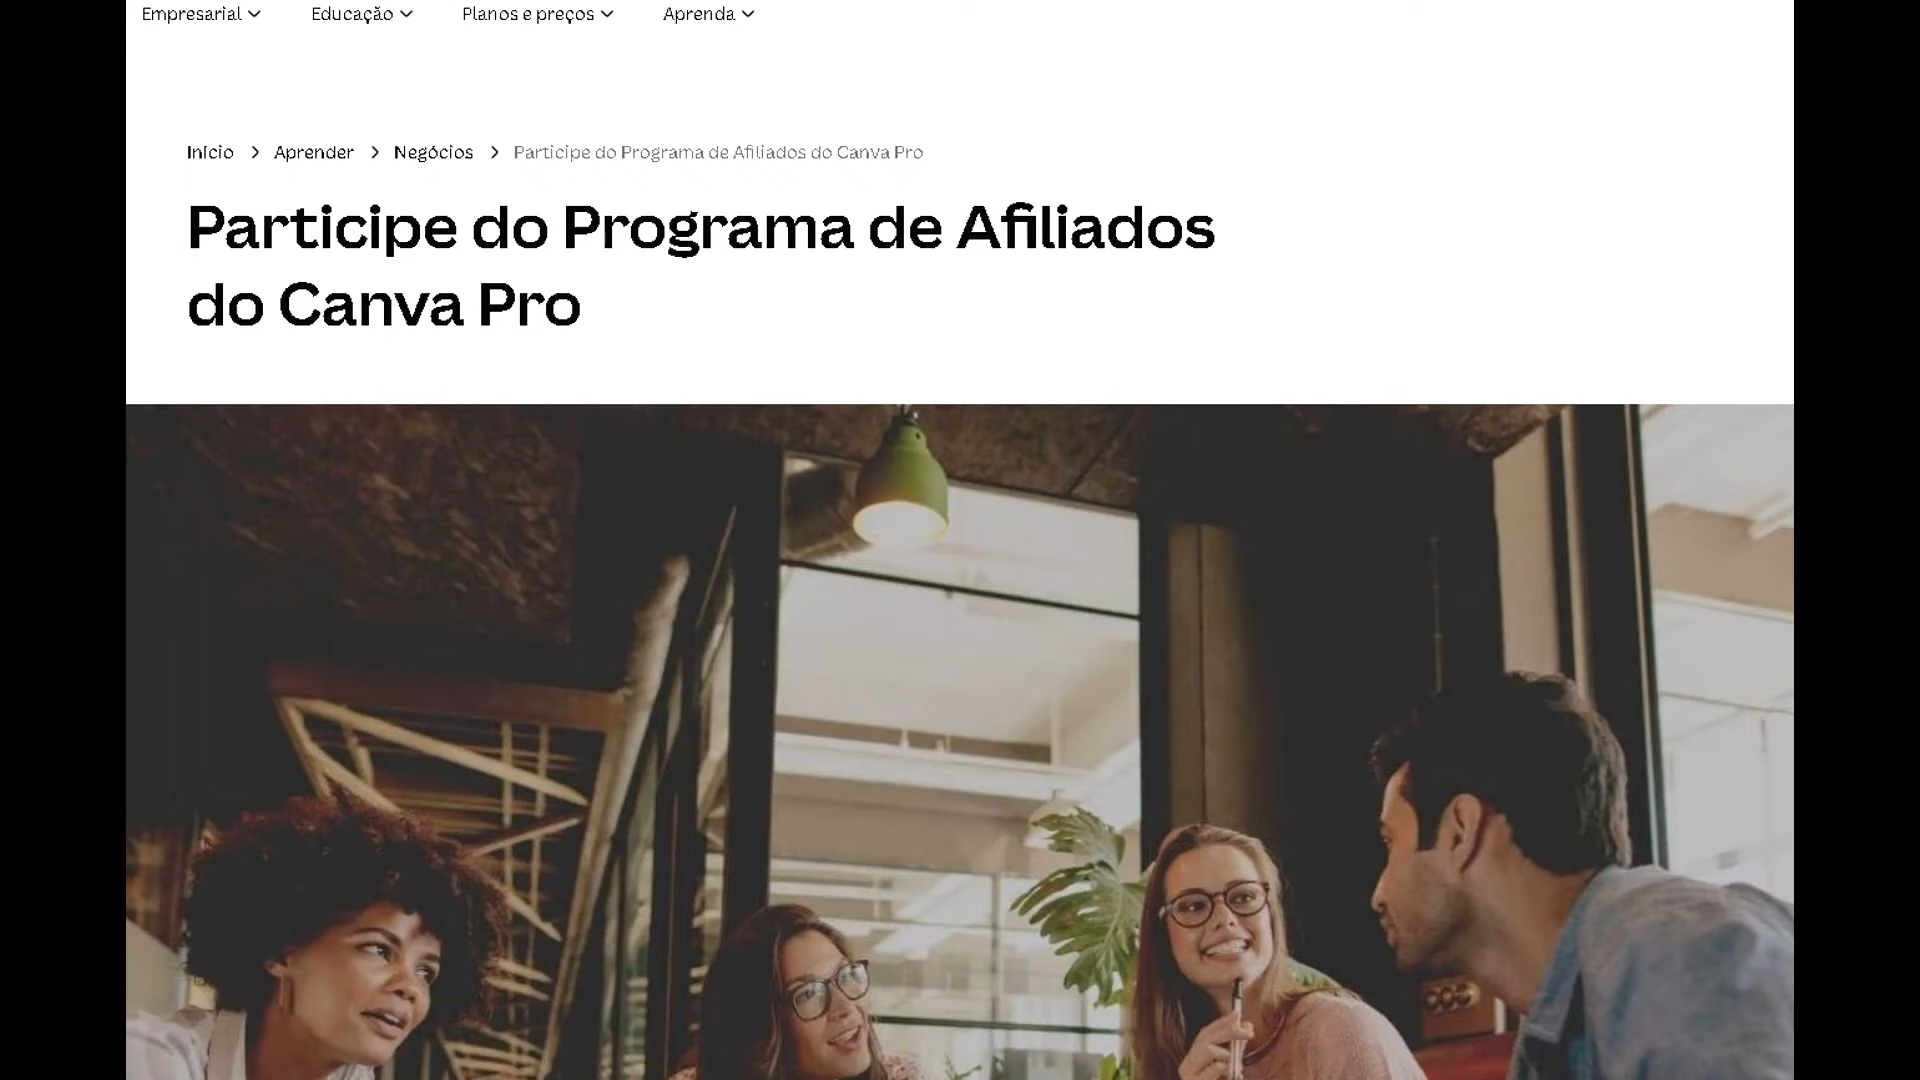 Empresarial Educação Planos e preços Aprenda
Início Aprender Negócios Participe do Programa de Afiliados do Canva Pro
Participe do Programa de Afiliados
do Canva Pro